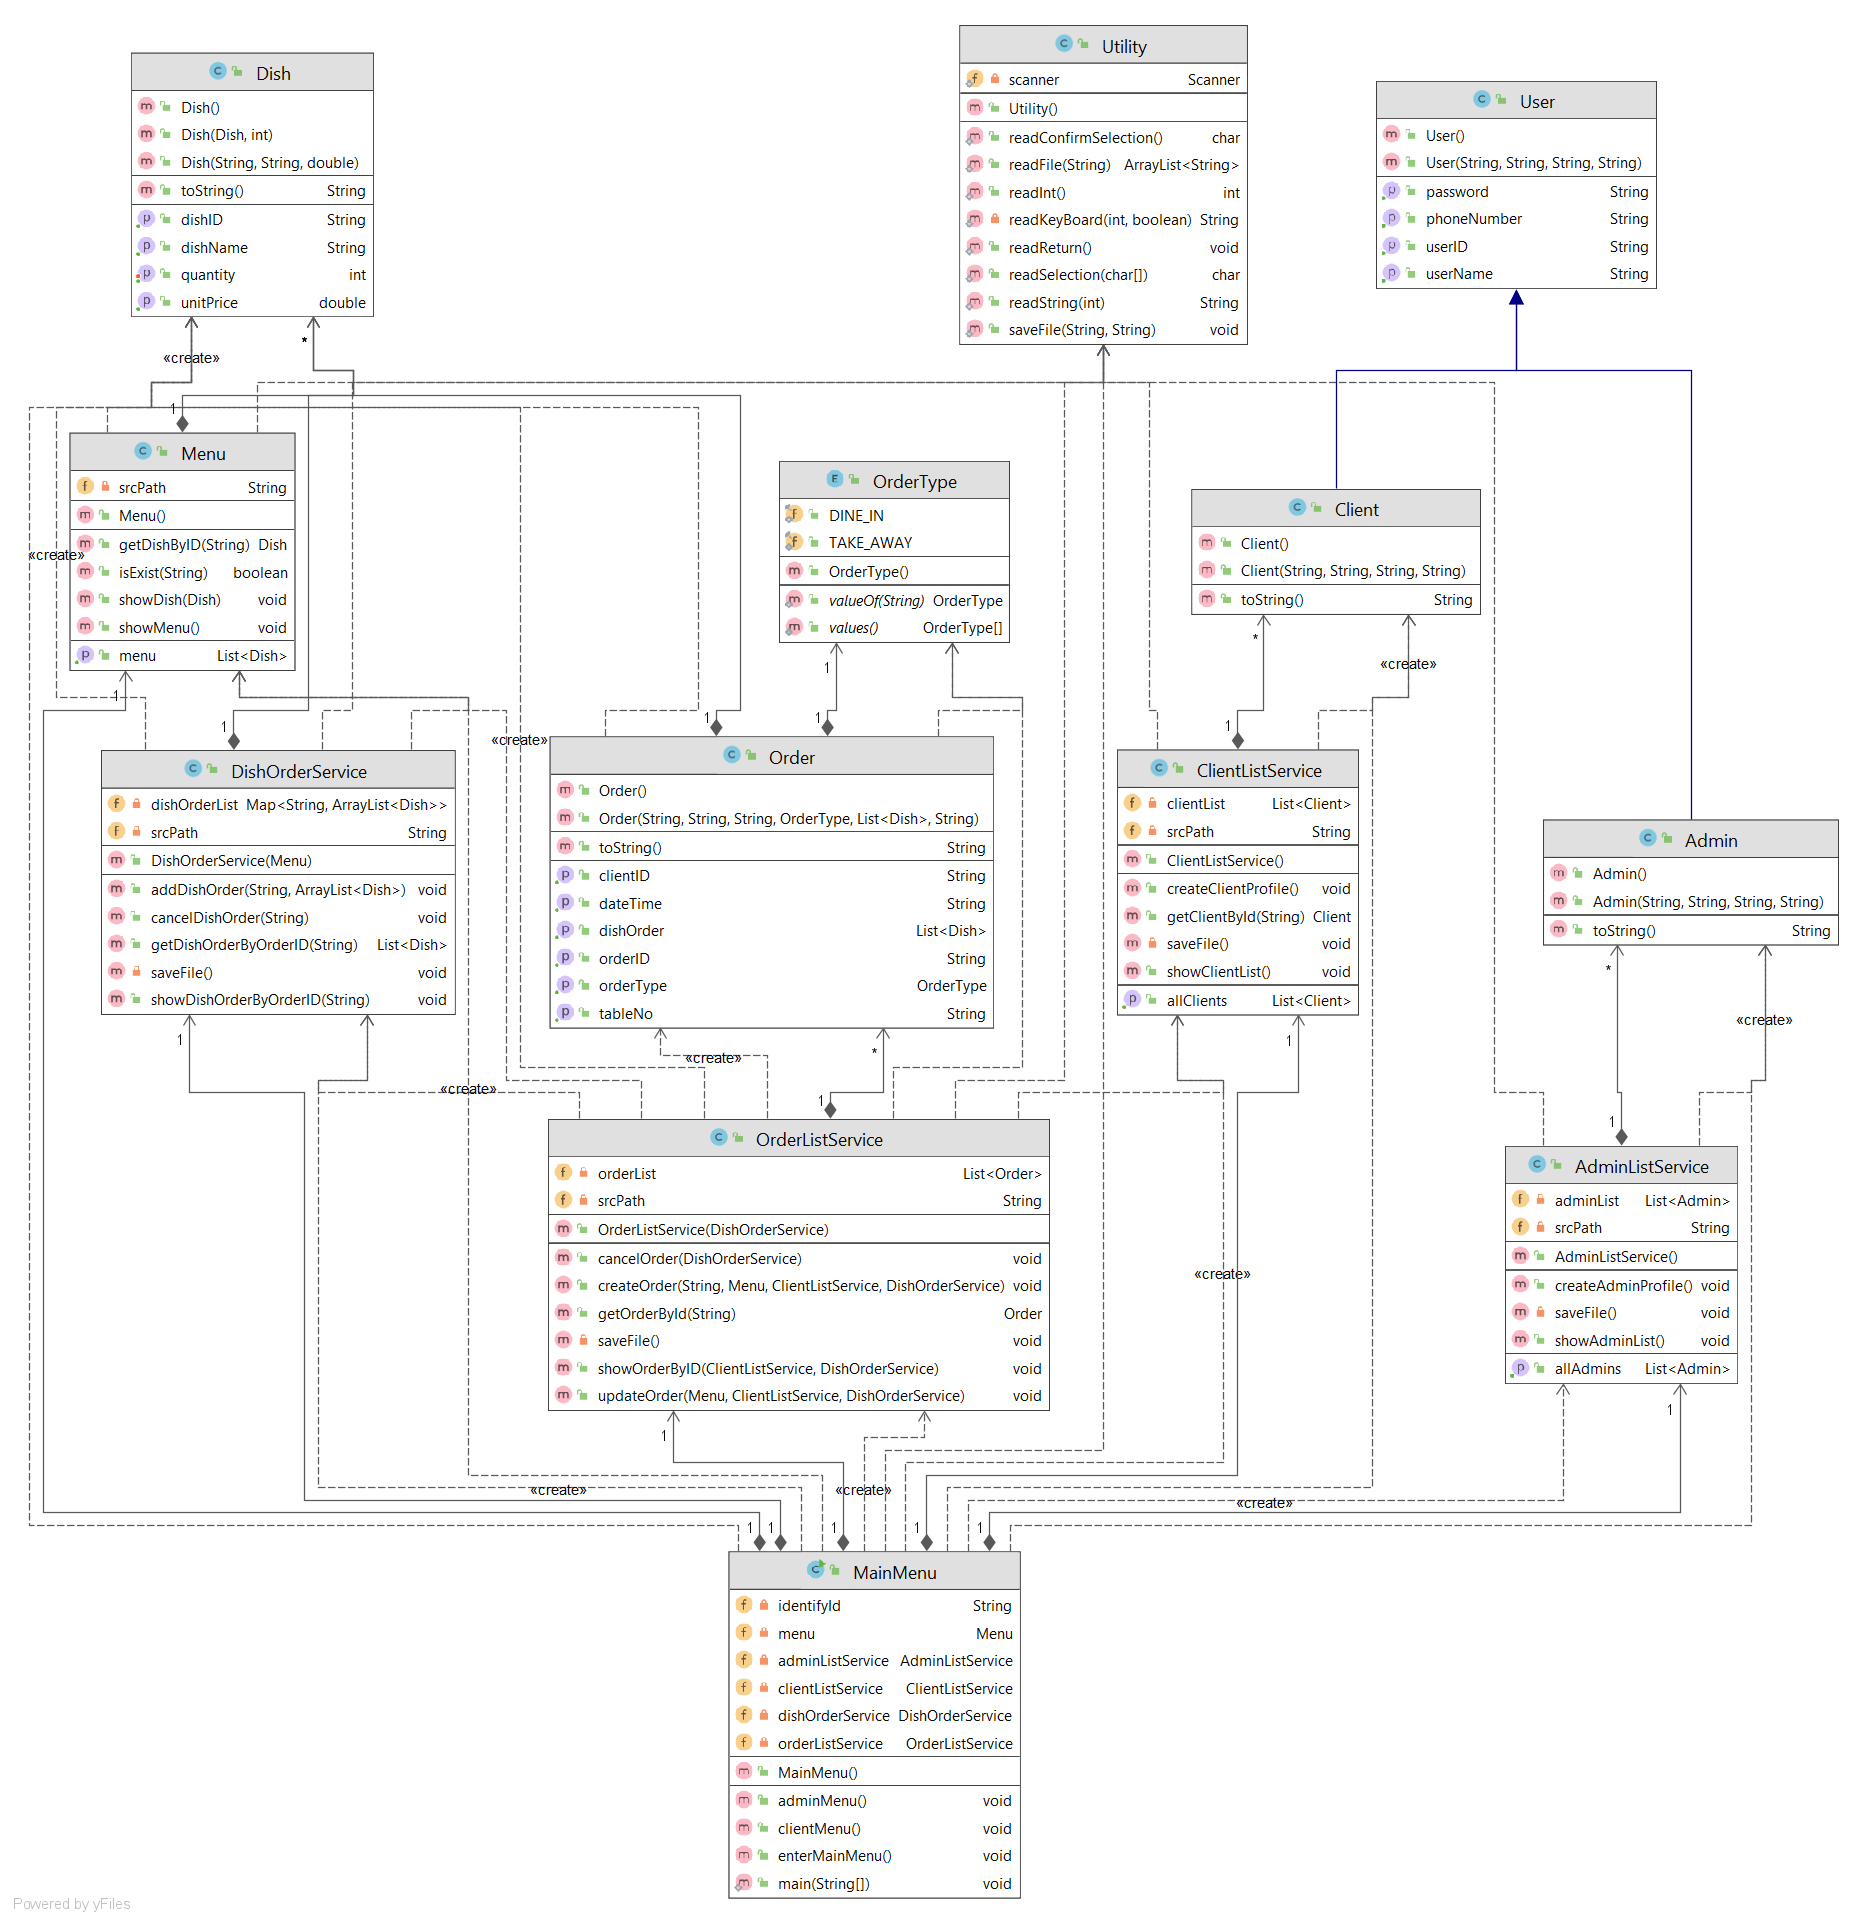 Utility
scanner Scanner
Utility()
readConfirmSelection() char
readFile(String) ArrayList<String>
readInt() int
readKeyBoard(int, boolean) String
readReturn() void
readSelection(char[]) char
readString(int) String
saveFile(String, String) void
Dish
Dish()
Dish(Dish, int)
Dish(String, String, double)
toString() String
dishID String
dishName String
quantity int
unitPrice double
User
User()
User(String, String, String, String)
password String
phoneNumber String
userID String
userName String
*
«create»
1
Menu
srcPath String
Menu()
getDishByID(String) Dish
isExist(String) boolean
showDish(Dish) void
showMenu() void
menu List<Dish>
«create»
OrderType
DINE_IN
TAKE_AWAY
OrderType()
valueOf(String) OrderType
values() OrderType[]
Client
Client()
Client(String, String, String, String)
toString() String
*
«create»
1
1
1
1
1
1
«create»
DishOrderService
dishOrderList Map<String, ArrayList<Dish>>
srcPath String
DishOrderService(Menu)
addDishOrder(String, ArrayList<Dish>) void
cancelDishOrder(String) void
getDishOrderByOrderID(String) List<Dish>
saveFile() void
showDishOrderByOrderID(String) void
Order
Order()
Order(String, String, String, OrderType, List<Dish>, String)
toString() String
clientID String
dateTime String
dishOrder List<Dish>
orderID String
orderType OrderType
tableNo String
ClientListService
clientList List<Client>
srcPath String
ClientListService()
createClientProfile() void
getClientById(String) Client
saveFile() void
showClientList() void
allClients List<Client>
Admin
Admin()
Admin(String, String, String, String)
toString() String
*
«create»
1
1
*
«create»
«create»
1
1
OrderListService
orderList List<Order>
srcPath String
OrderListService(DishOrderService)
cancelOrder(DishOrderService) void
createOrder(String, Menu, ClientListService, DishOrderService) void
getOrderById(String) Order
saveFile() void
showOrderByID(ClientListService, DishOrderService) void
updateOrder(Menu, ClientListService, DishOrderService) void
«create»
AdminListService
adminList List<Admin>
srcPath String
AdminListService()
createAdminProfile() void
saveFile() void
showAdminList() void
allAdmins List<Admin>
1
1
«create»
«create»
«create»
1
1
1
1
1
MainMenu
identifyId String
menu Menu
adminListService AdminListService
clientListService ClientListService
dishOrderService DishOrderService
orderListService OrderListService
MainMenu()
adminMenu() void
clientMenu() void
enterMainMenu() void
main(String[]) void
Powered by yFiles